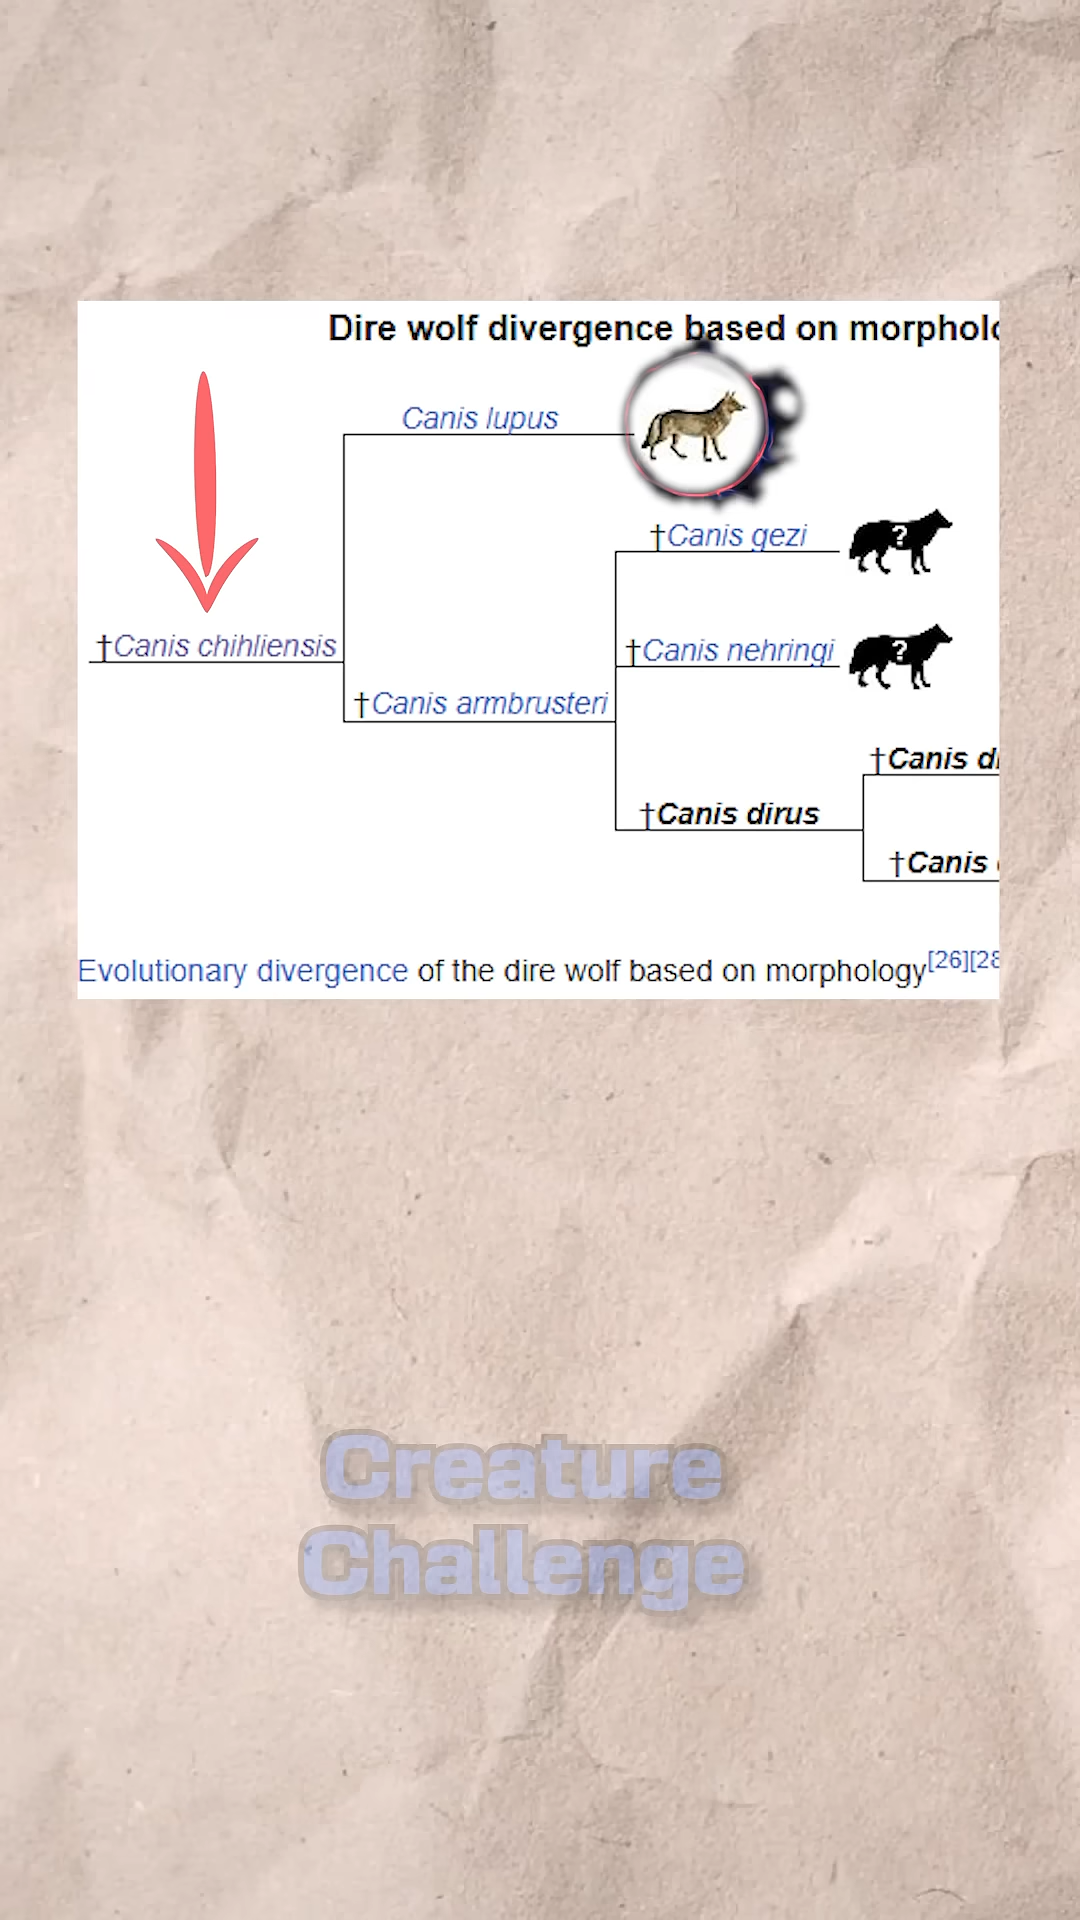 Dire wolf divergence based on morphol
Canis lupus
†Canis gezi
?
†Canis chihliensis
†Canis nehringi
?
†Canis armbrusteri
†Canis d
†Canis dirus
†Canis
Evolutionary divergence of the dire wolf based on morphology[26][28
Creature
Challenge